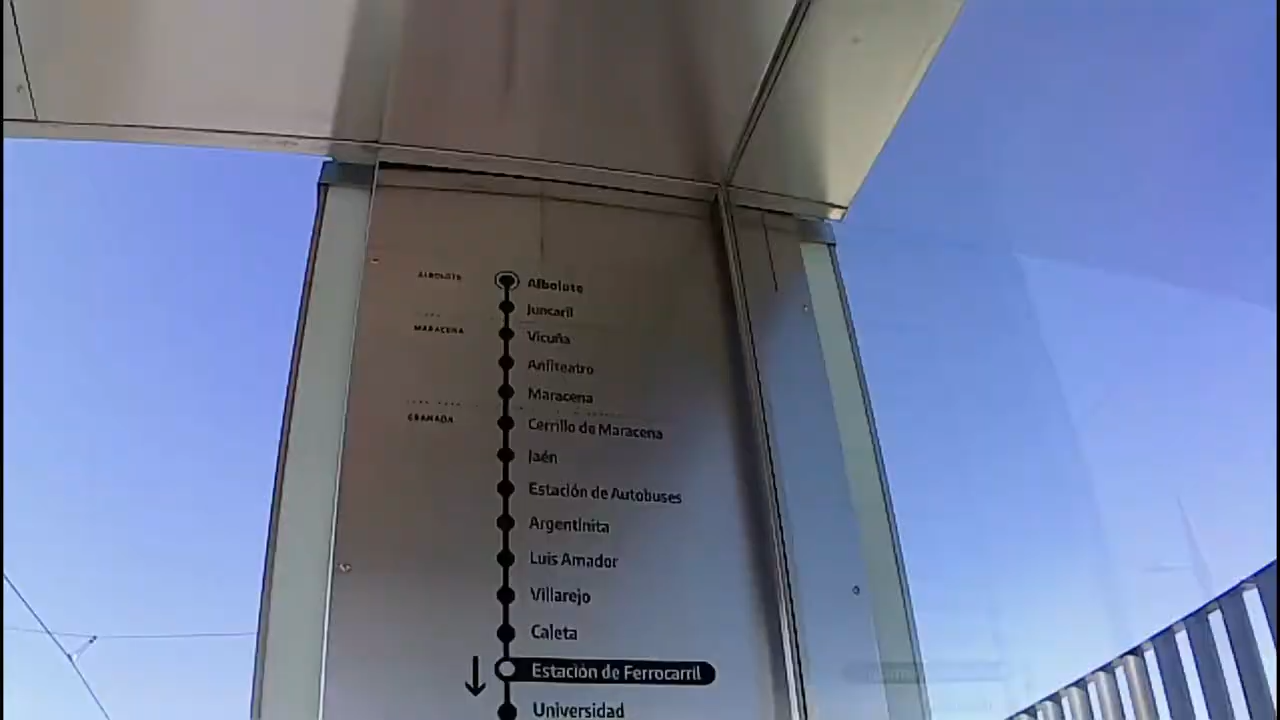 ALBOLOTE
Albolote
Juncaril
MARACENA
Vicuña
Anfiteatro
Maracena
GRANADA
Cerrillo de Maracena
Jaén
Estación de Autobuses
Argentinita
Luis Amador
Villarejo
Caleta
Estación de Ferrocarril
Universidad